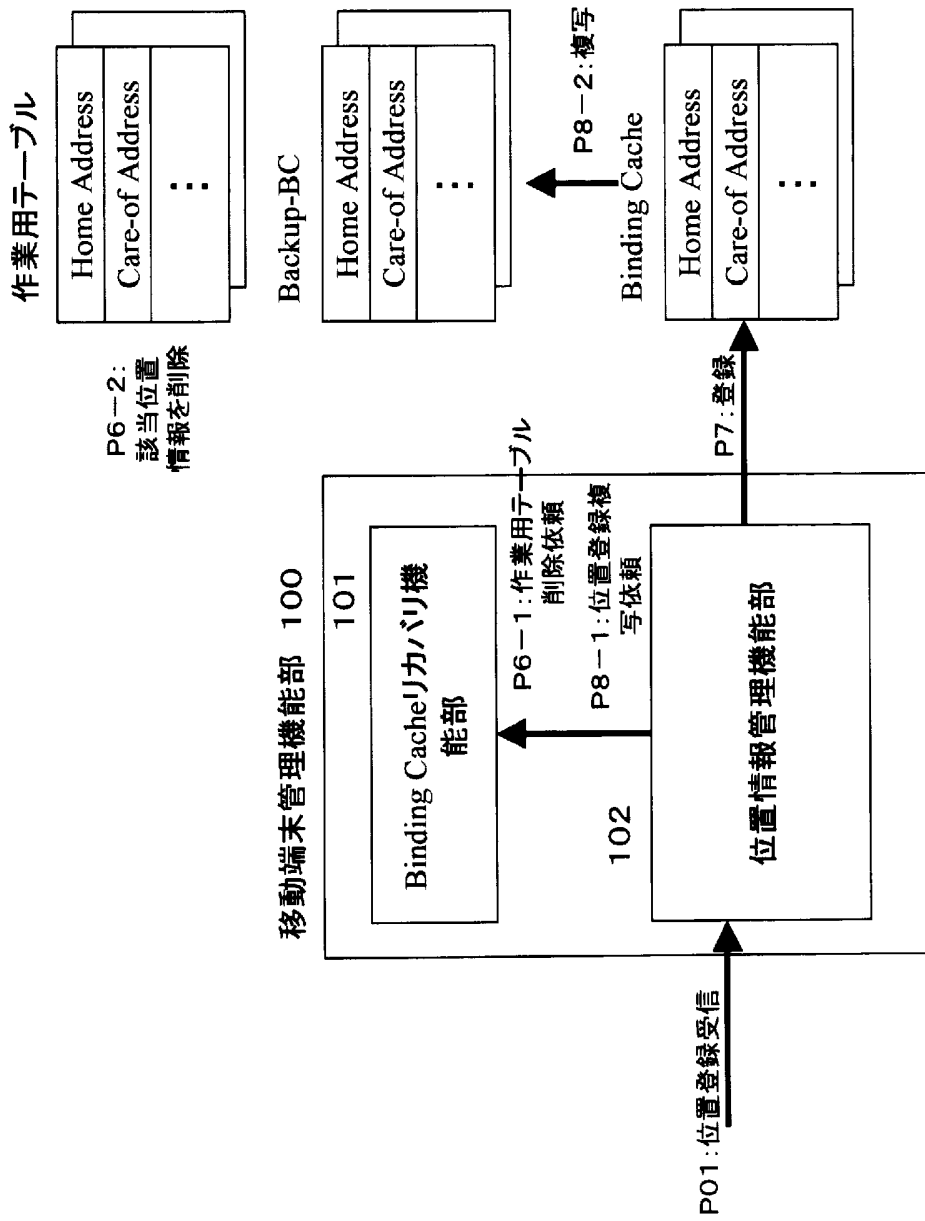 作業用テーブル
Home Address
Care-of Address
⋮
P6-2:
該当位置
情報を削除
Backup-BC
Home Address
Care-of Address
⋮
P8-2:複写
Binding Cache
Home Address
Care-of Address
⋮
移動端末管理機能部 100
101
Binding Cacheリカバリ機
能部
P6-1:作業用テーブル
削除依頼
P8-1:位置登録複
写依頼
102
位置情報管理機能部
P7:登録
P01:位置登録受信